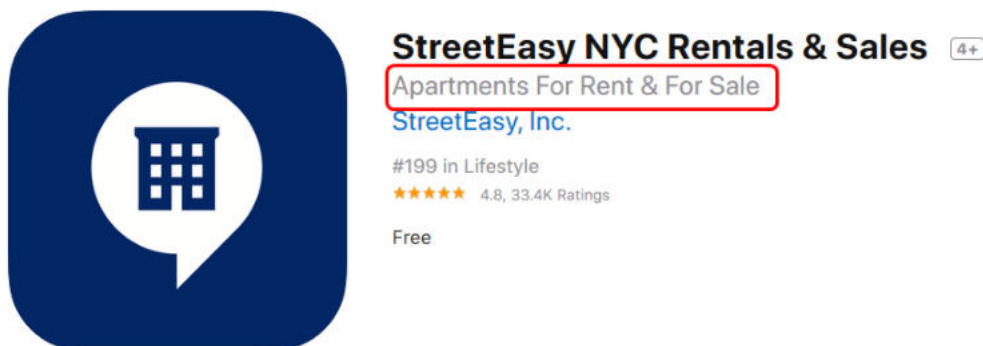 StreetEasy NYC Rentals & Sales 4+
Apartments For Rent & For Sale
StreetEasy, Inc.
#199 in Lifestyle
★★★★★ 4.8, 33.4K Ratings
Free